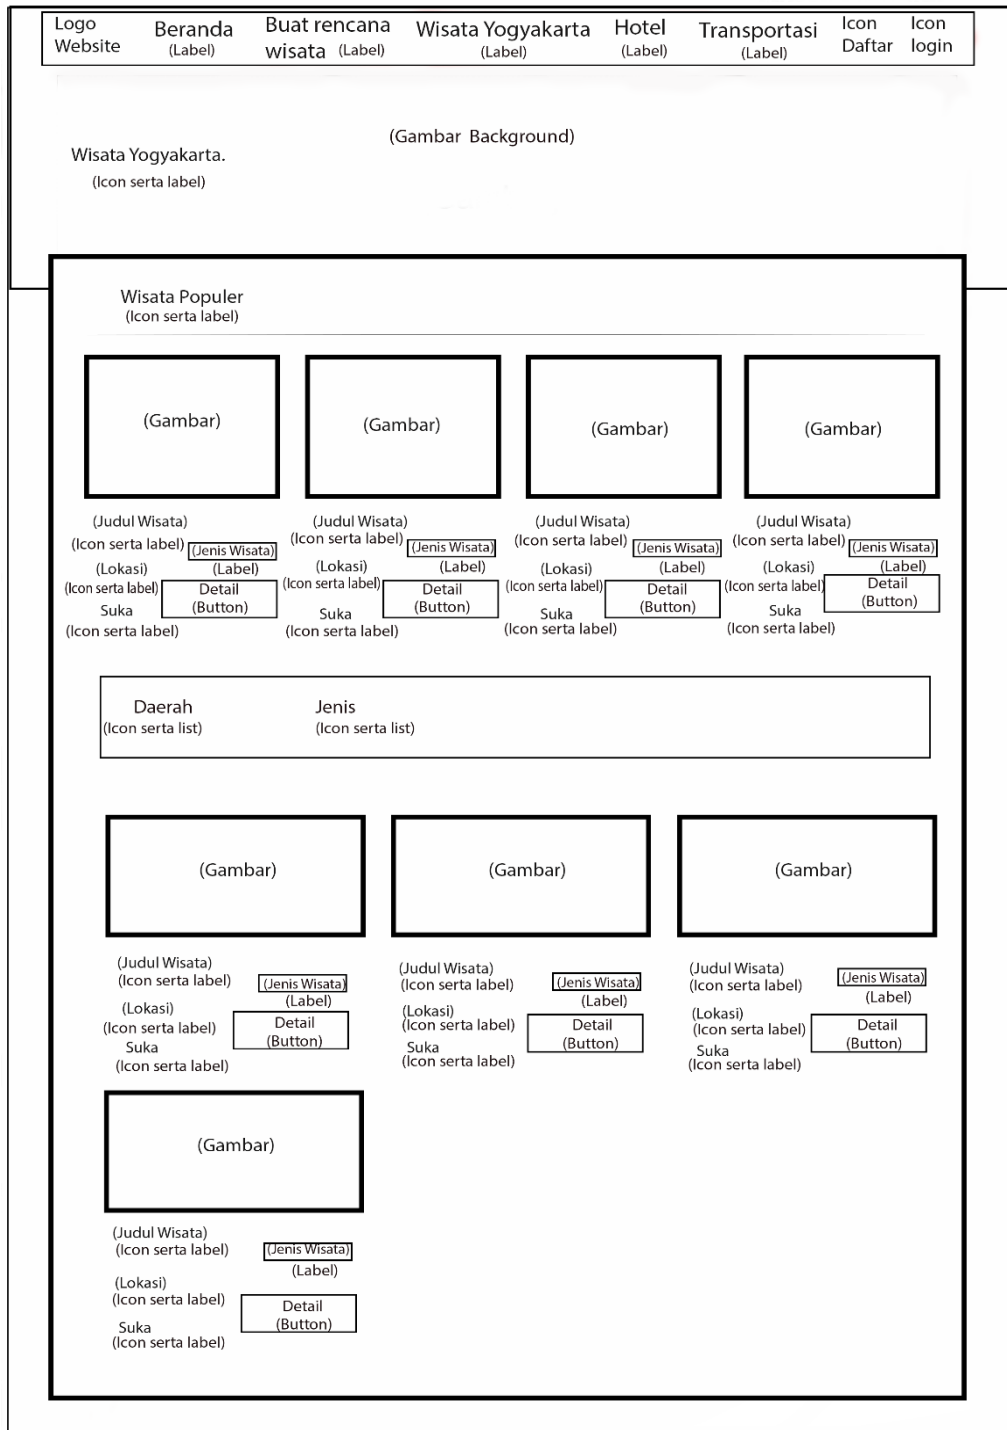 Logo Website
Beranda
(Label)
Buat rencana
wisata (Label)
Wisata Yogyakarta
(Label)
Hotel
(Label)
Transportasi
(Label)
Icon Daftar
Icon login
(Gambar Background)
Wisata Yogyakarta.
(Icon serta label)
Wisata Populer
(Icon serta label)
(Gambar)
(Gambar)
(Gambar)
(Gambar)
(Judul Wisata)
(Icon serta label)
(Jenis Wisata)
(Label)
(Lokasi)
(Icon serta label)
Detail
(Button)
Suka
(Icon serta label)
(Judul Wisata)
(Icon serta label)
(Jenis Wisata)
(Label)
(Lokasi)
(Icon serta label)
Detail
(Button)
Suka
(Icon serta label)
(Judul Wisata)
(Icon serta label)
(Jenis Wisata)
(Label)
(Lokasi)
(Icon serta label)
Detail
(Button)
Suka
(Icon serta label)
(Judul Wisata)
(Icon serta label)
(Jenis Wisata)
(Label)
(Lokasi)
(Icon serta label)
Detail
(Button)
Suka
(Icon serta label)
Daerah
(Icon serta list)
Jenis
(Icon serta list)
(Gambar)
(Gambar)
(Gambar)
(Judul Wisata)
(Icon serta label)
(Jenis Wisata)
(Label)
(Lokasi)
(Icon serta label)
Detail
(Button)
Suka
(Icon serta label)
(Judul Wisata)
(Icon serta label)
(Jenis Wisata)
(Label)
(Lokasi)
(Icon serta label)
Detail
(Button)
Suka
(Icon serta label)
(Judul Wisata)
(Icon serta label)
(Jenis Wisata)
(Label)
(Lokasi)
(Icon serta label)
Detail
(Button)
Suka
(Icon serta label)
(Gambar)
(Judul Wisata)
(Icon serta label)
(Jenis Wisata)
(Label)
(Lokasi)
(Icon serta label)
Detail
(Button)
Suka
(Icon serta label)